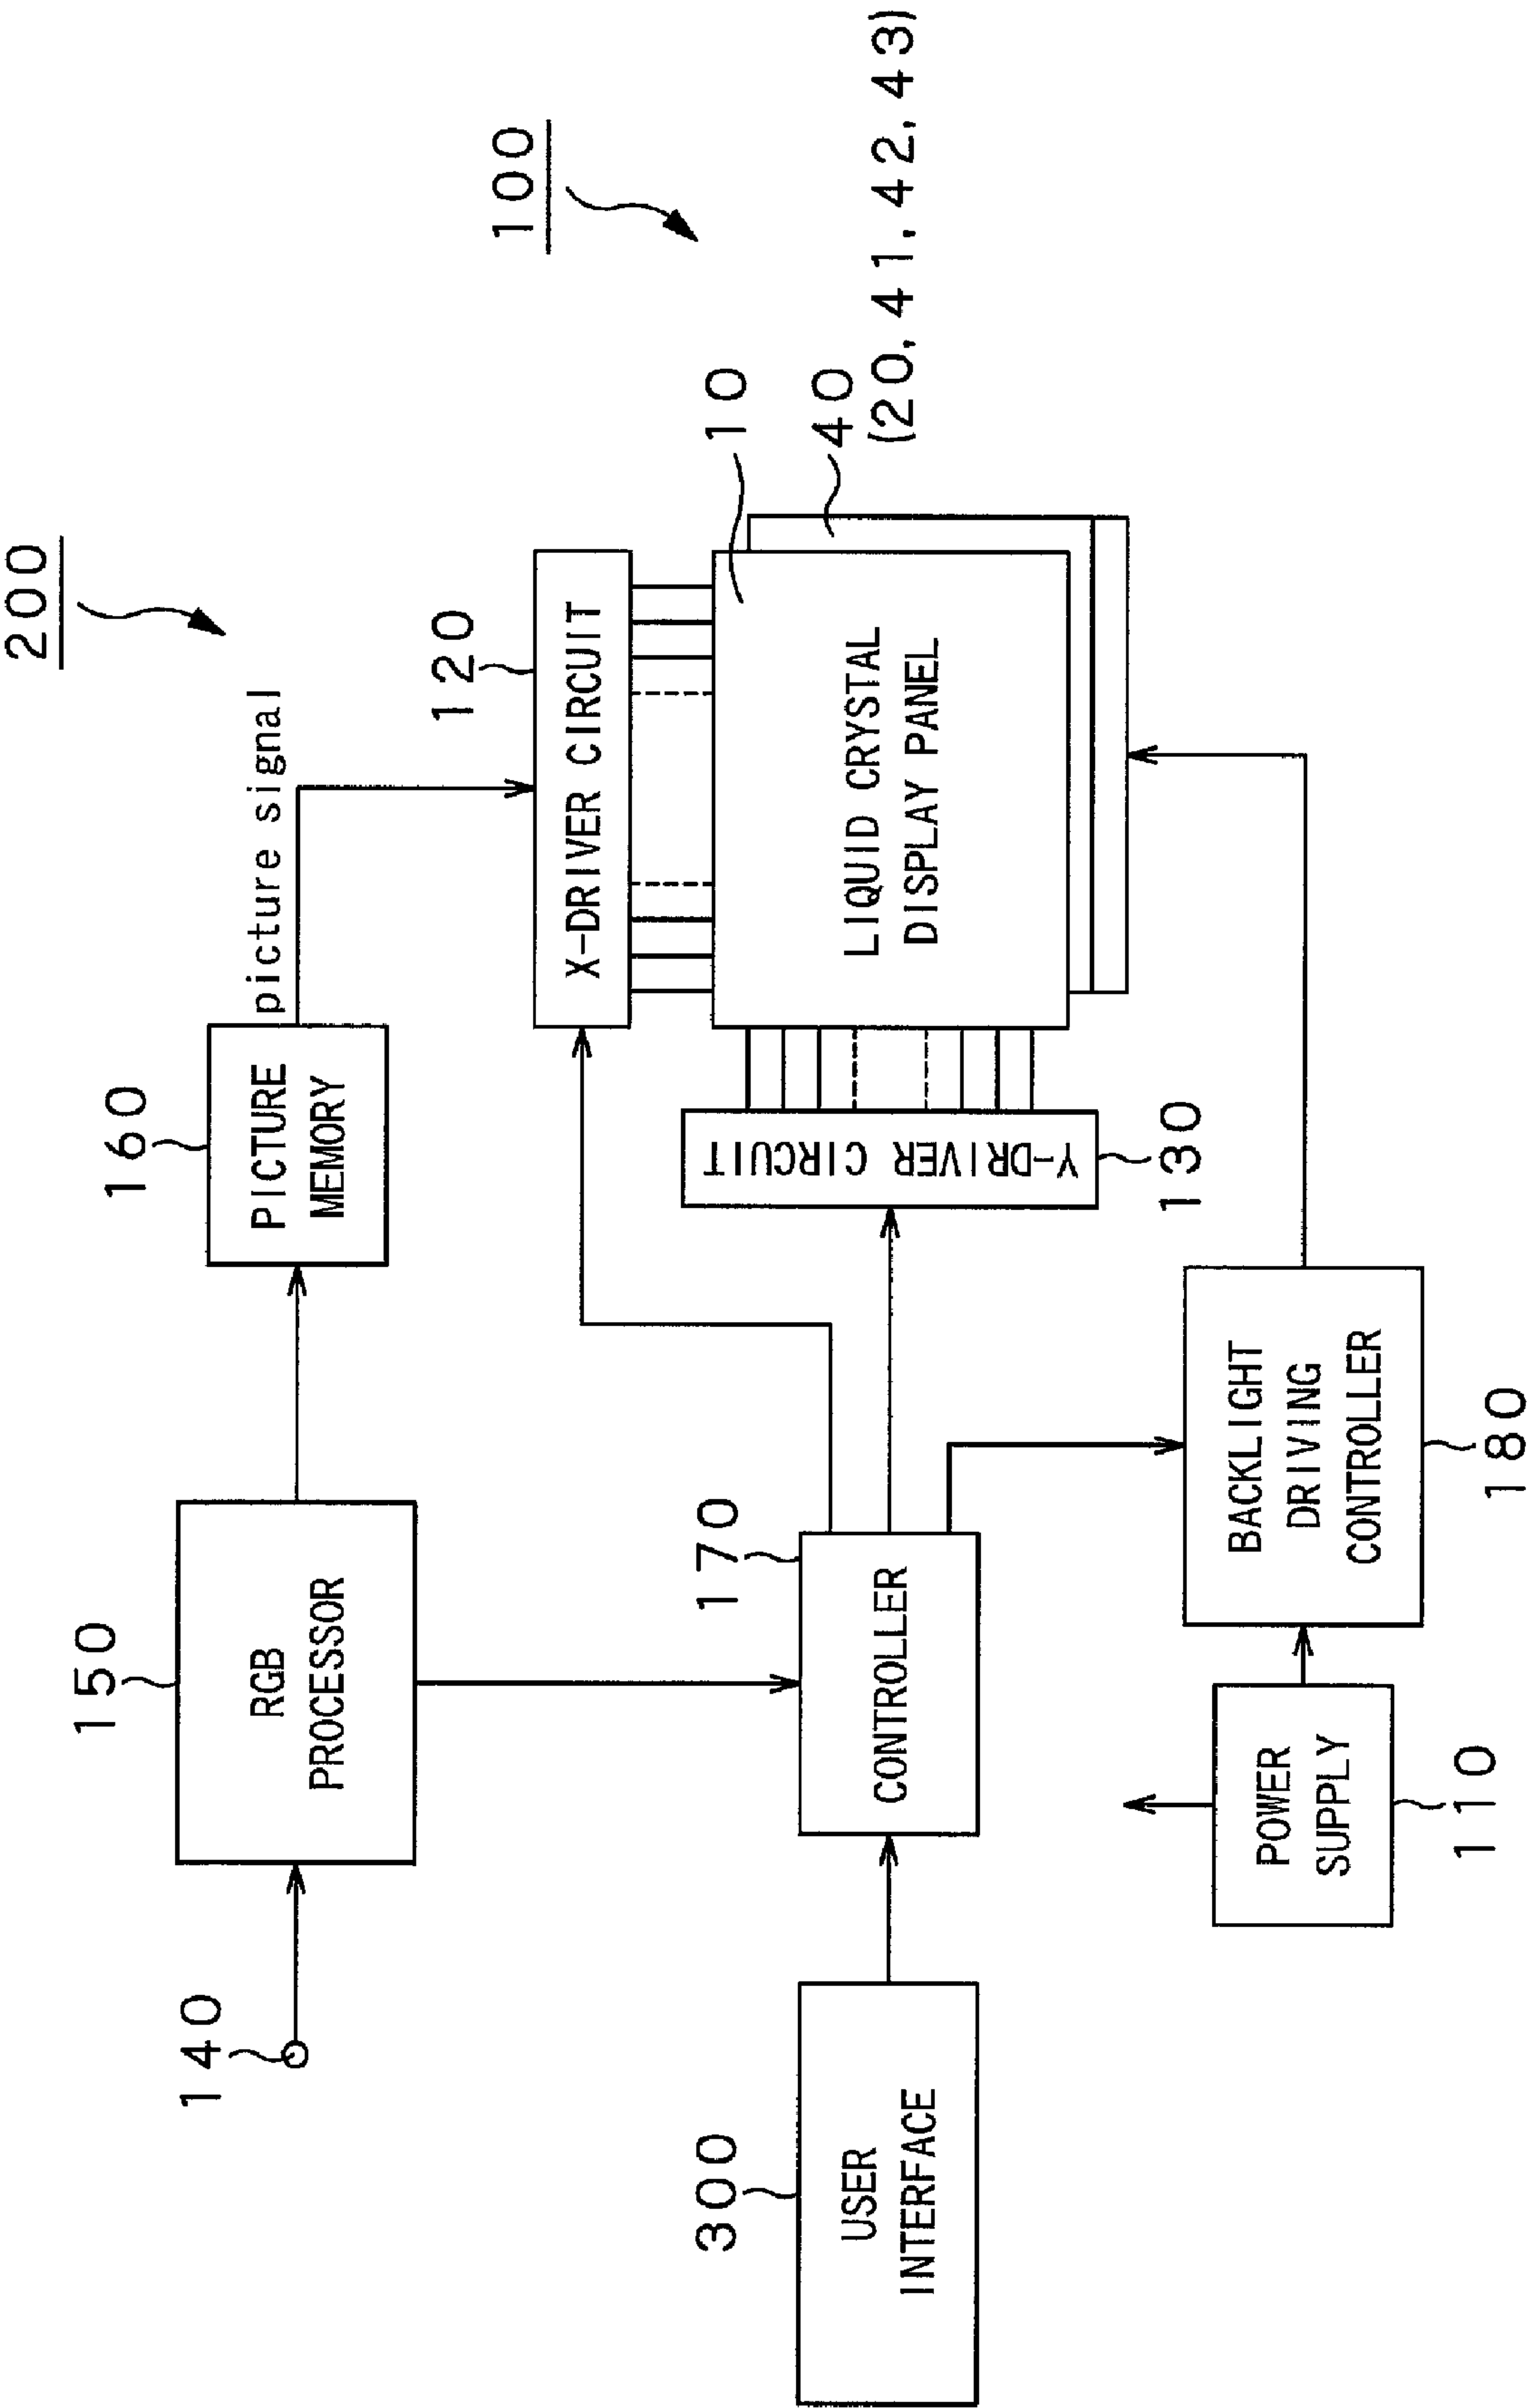 200
100
140
150
RGB
PROCESSOR
160
PICTURE
MEMORY
picture signal
120
X-DRIVER CIRCUIT
10
40
(20, 41, 42, 43)
LIQUID CRYSTAL
DISPLAY PANEL
Y-DRIVER CIRCUIT
130
300
USER
INTERFACE
170
CONTROLLER
BACKLIGHT
DRIVING
CONTROLLER
180
POWER
SUPPLY
110